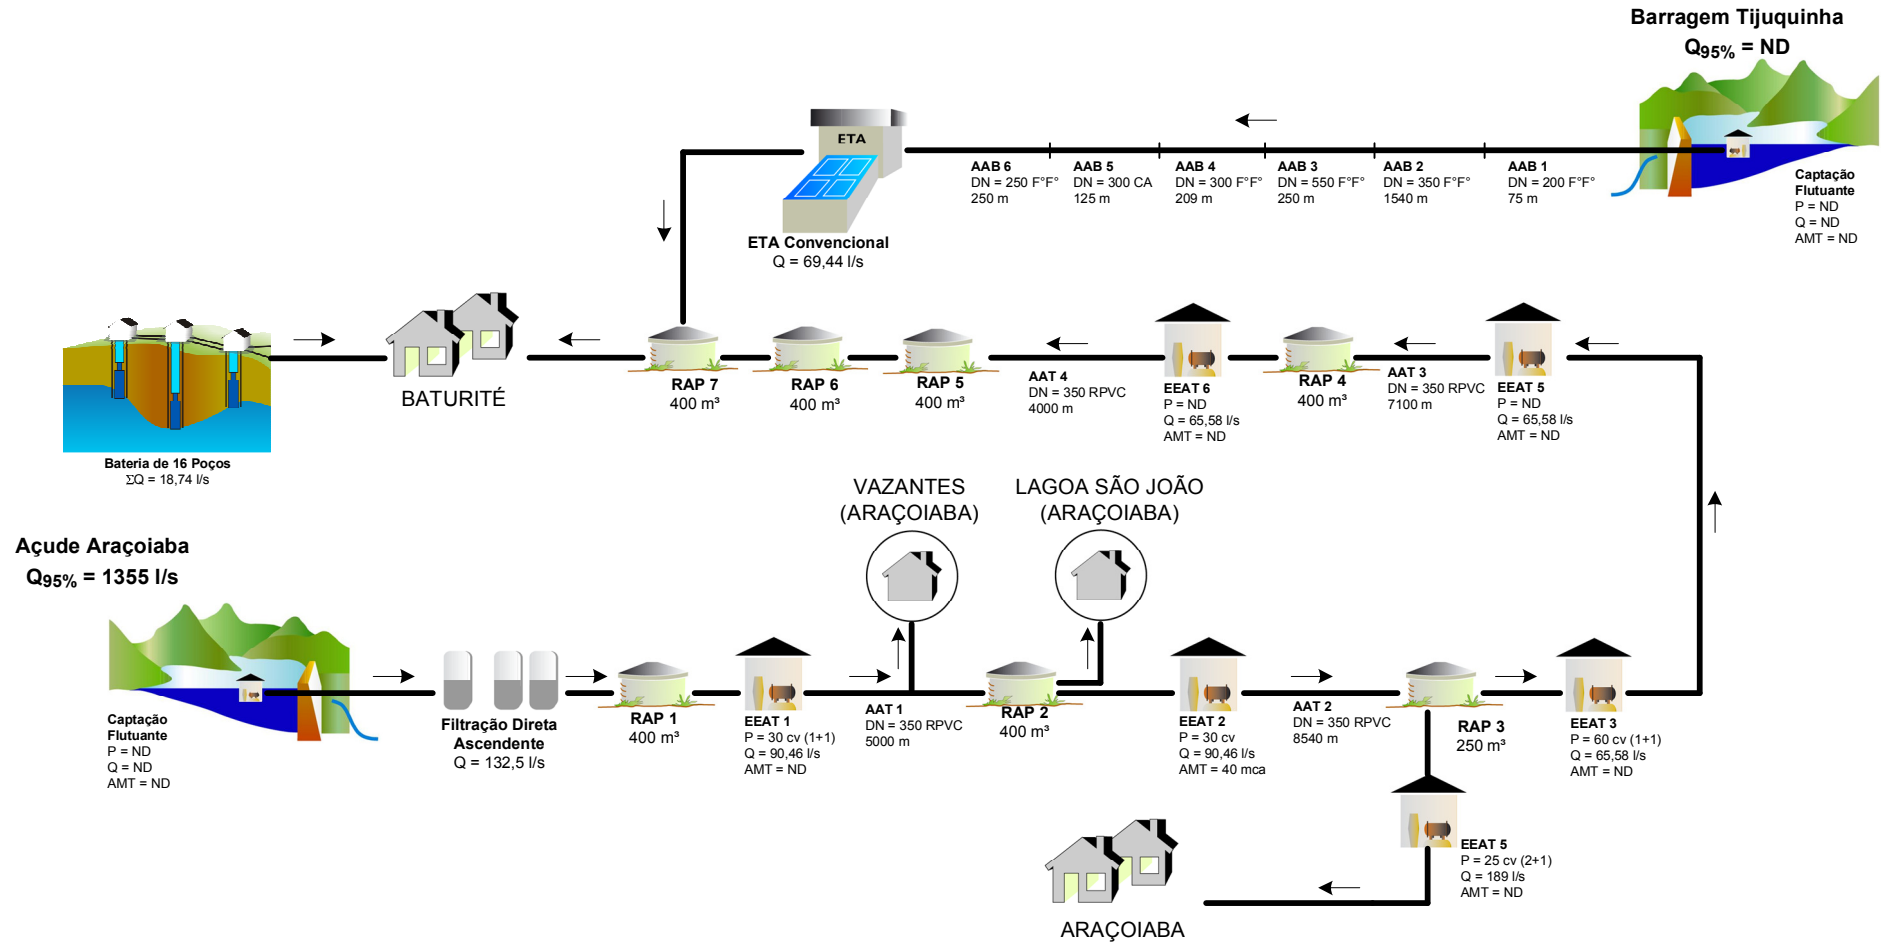 Barragem Tijuquinha
Q95% = ND
ETA
AAB 6
DN = 250 F°F°
250 m
AAB 5
DN = 300 CA
125 m
AAB 4
DN = 300 F°F°
209 m
AAB 3
DN = 550 F°F°
250 m
AAB 2
DN = 350 F°F°
1540 m
AAB 1
DN = 200 F°F°
75 m
Captação
Flutuante
P = ND
Q = ND
AMT = ND
ETA Convencional
Q = 69,44 l/s
BATURITÉ
RAP 7
400 m³
RAP 6
400 m³
RAP 5
400 m³
AAT 4
DN = 350 RPVC
4000 m
EEAT 6
P = ND
Q = 65,58 l/s
AMT = ND
RAP 4
400 m³
AAT 3
DN = 350 RPVC
7100 m
EEAT 5
P = ND
Q = 65,58 l/s
AMT = ND
Bateria de 16 Poços
ΣQ = 18,74 l/s
VAZANTES
(ARAÇOIABA)
LAGOA SÃO JOÃO
(ARAÇOIABA)
Açude Araçoiaba
Q95% = 1355 l/s
Captação
Flutuante
P = ND
Q = ND
AMT = ND
Filtração Direta
Ascendente
Q = 132,5 l/s
RAP 1
400 m³
EEAT 1
P = 30 cv (1+1)
Q = 90,46 l/s
AMT = ND
AAT 1
DN = 350 RPVC
5000 m
RAP 2
400 m³
EEAT 2
P = 30 cv
Q = 90,46 l/s
AMT = 40 mca
AAT 2
DN = 350 RPVC
8540 m
RAP 3
250 m³
EEAT 3
P = 60 cv (1+1)
Q = 65,58 l/s
AMT = ND
EEAT 5
P = 25 cv (2+1)
Q = 189 l/s
AMT = ND
ARAÇOIABA